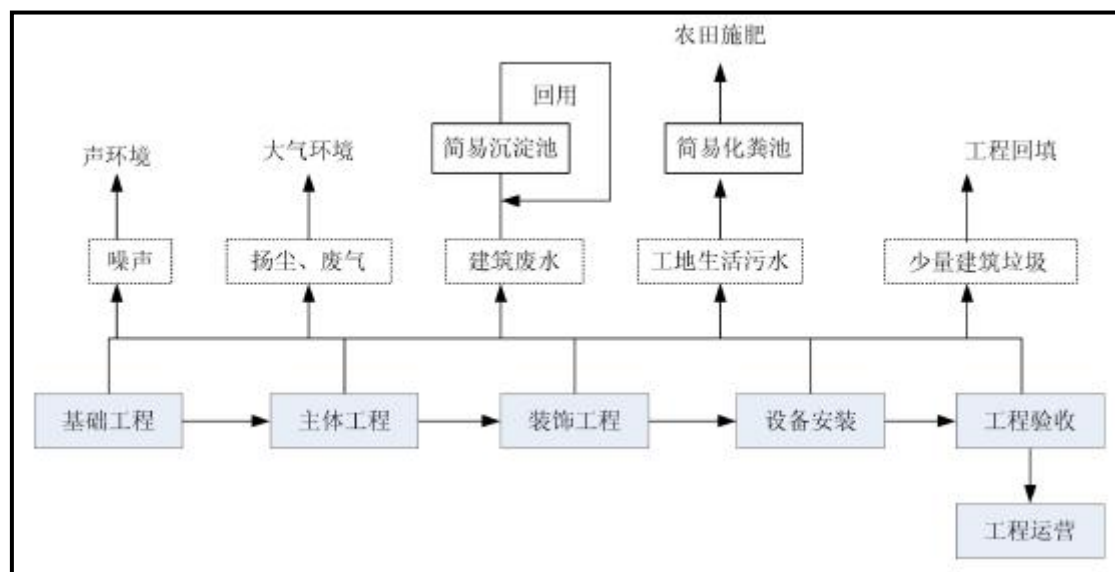 农田施肥
回用
简易沉淀池
简易化粪池
声环境
大气环境
工程回填
噪声
扬尘、废气
建筑废水
工地生活污水
少量建筑垃圾
基础工程
主体工程
装饰工程
设备安装
工程验收
工程运营